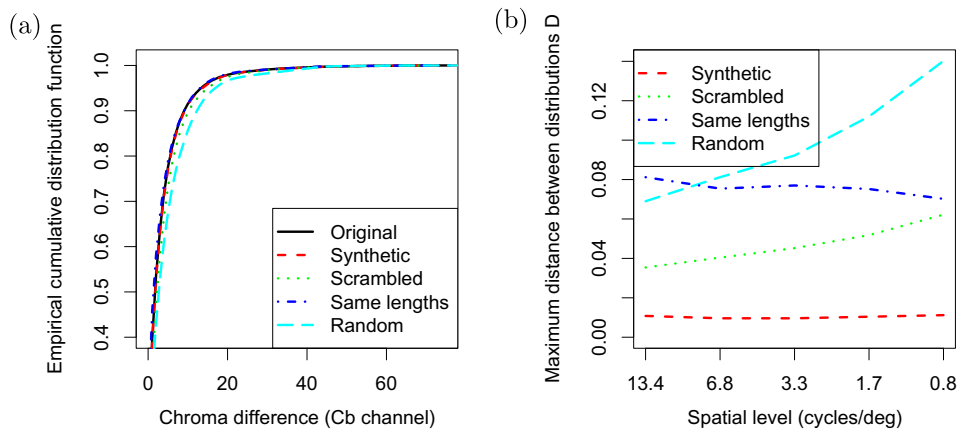 (a)
Empirical cumulative distribution function
1.0
0.9
0.8
0.7
0.6
0.5
0.4
Original
Synthetic
Scrambled
Same lengths
Random
0 20 40 60
Chroma difference (Cb channel)
(b)
Maximum distance between distributions D
0.12
0.08
0.04
0.00
Synthetic
Scrambled
Same lengths
Random
13.4 6.8 3.3 1.7 0.8
Spatial level (cycles/deg)